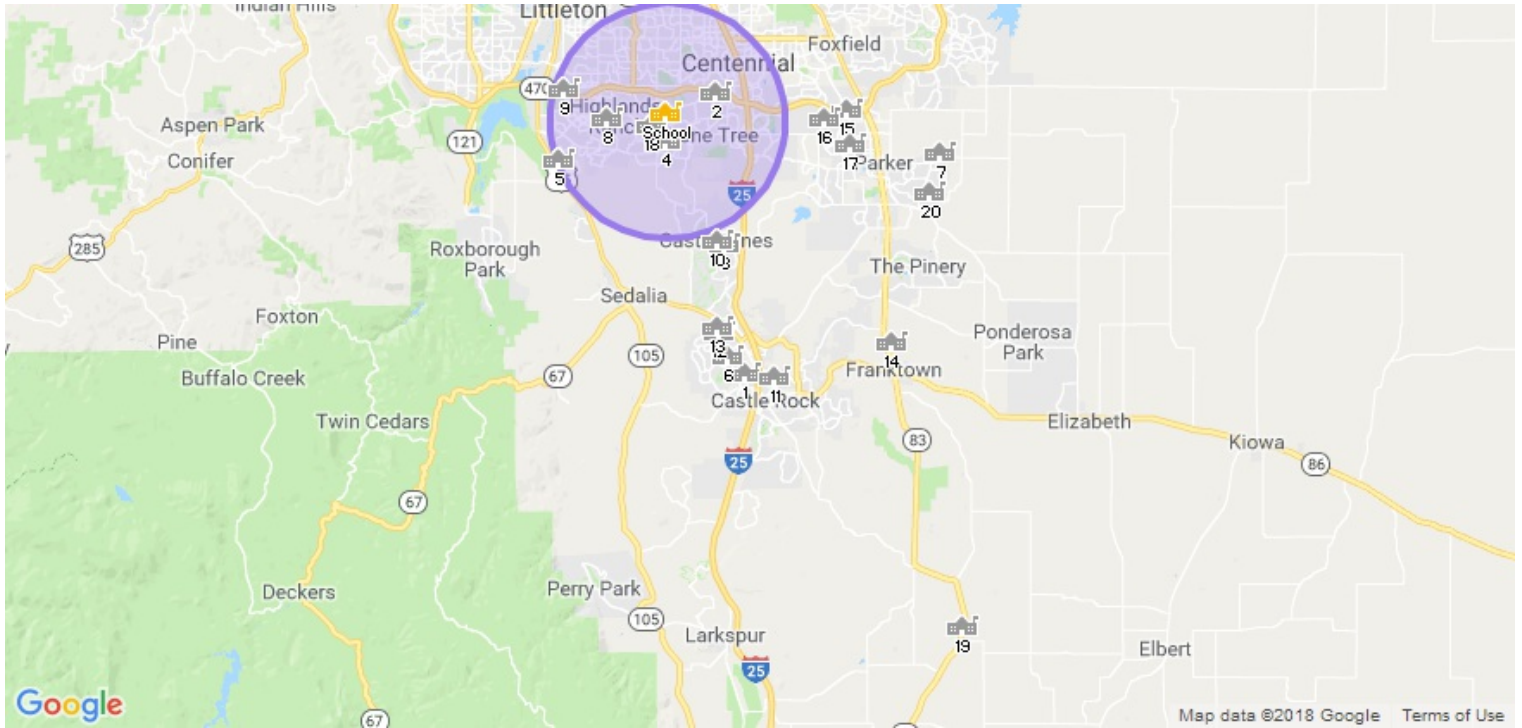 Indian Hills
Littleton
Foxfield
Centennial
470
9
Highlands
2
Aspen Park
8
School
ne Tree
18
4
16
15
121
Conifer
17
Parker
7
5
25
20
285
Roxborough
Park
10
nes
The Pinery
Sedalia
Foxton
Ponderosa
Park
Pine
13
105
14
Buffalo Creek
67
6
Franktown
1
11
Castle Rock
Twin Cedars
Elizabeth
83
Kiowa
25
86
67
Deckers
Perry Park
105
Larkspur
19
Elbert
25
Google
67
Map data ©2018 Google
Terms of Use